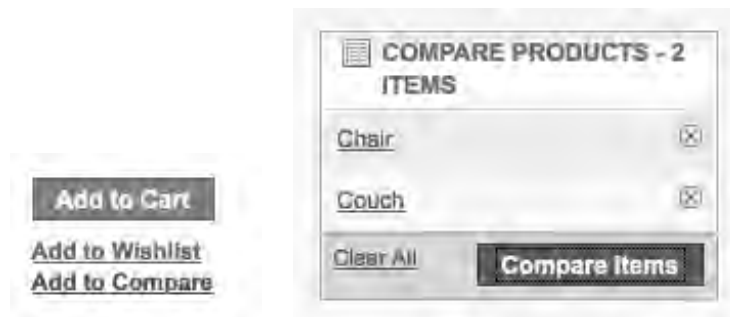 Add to Cart
Add to Wishlist
Add to Compare
COMPARE PRODUCTS - 2
ITEMS
Chair
Couch
Clear All
Compare Items